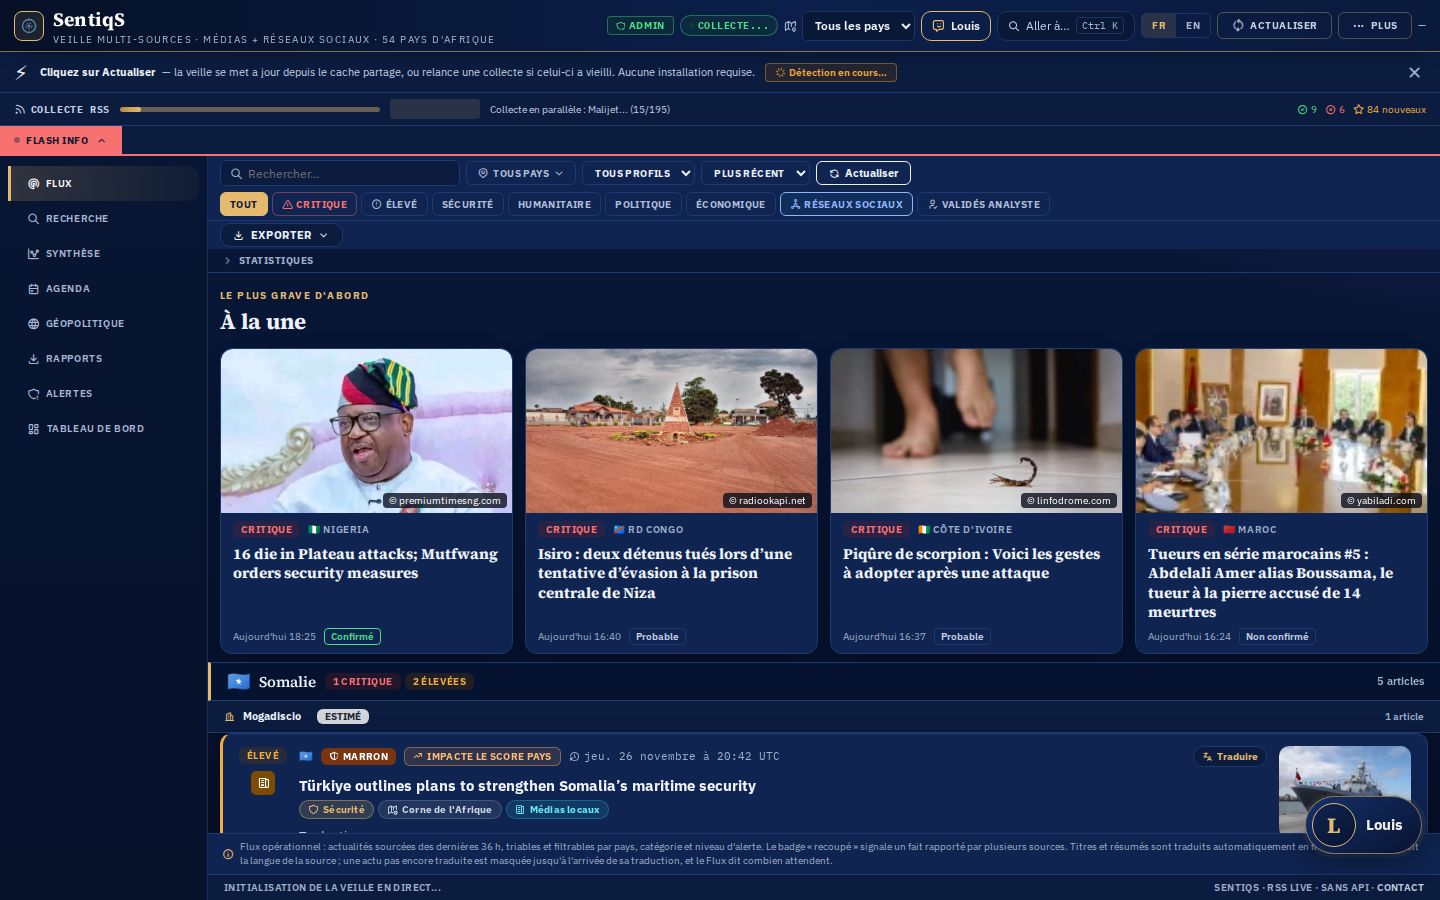 SentiqS
VEILLE MULTI-SOURCES · MÉDIAS + RÉSEAUX SOCIAUX · 54 PAYS D'AFRIQUE
ADMIN
COLLECTE...
Tous les pays
Louis
Aller à...
Ctrl K
FR
EN
ACTUALISER
PLUS
Cliquez sur Actualiser — la veille se met a jour depuis le cache partage, ou relance une collecte si celui-ci a vieilli. Aucune installation requise.
Détection en cours...
COLLECTE RSS
Collecte en parallèle : Malijet... (15/195)
9
6
84 nouveaux
FLASH INFO
FLUX
RECHERCHE
SYNTHÈSE
AGENDA
GÉOPOLITIQUE
RAPPORTS
ALERTES
TABLEAU DE BORD
Rechercher...
TOUS PAYS
TOUS PROFILS
PLUS RÉCENT
Actualiser
TOUT
CRITIQUE
ÉLEVÉ
SÉCURITÉ
HUMANITAIRE
POLITIQUE
ÉCONOMIQUE
RÉSEAUX SOCIAUX
VALIDÉS ANALYSTE
EXPORTER
STATISTIQUES
LE PLUS GRAVE D'ABORD
À la une
© premiumtimesng.com
CRITIQUE
NIGERIA
16 die in Plateau attacks; Mutfwang
orders security measures
Aujourd'hui 18:25
Confirmé
© radiookapi.net
CRITIQUE
RD CONGO
Isiro : deux détenus tués lors d’une
tentative d’évasion à la prison
centrale de Niza
Aujourd'hui 16:40
Probable
© linfodrome.com
CRITIQUE
CÔTE D'IVOIRE
Piqûre de scorpion : Voici les gestes
à adopter après une attaque
Aujourd'hui 16:37
Probable
© yabiladi.com
CRITIQUE
MAROC
Tueurs en série marocains #5 :
Abdelali Amer alias Boussama, le
tueur à la pierre accusé de 14
meurtres
Aujourd'hui 16:24
Non confirmé
Somalie
1 CRITIQUE
2 ÉLEVÉES
5 articles
Mogadiscio
ESTIMÉ
1 article
ÉLEVÉ
MARRON
IMPACTE LE SCORE PAYS
jeu. 26 novembre à 20:42 UTC
Traduire
Türkiye outlines plans to strengthen Somalia’s maritime security
Sécurité
Corne de l'Afrique
Médias locaux
L
Louis
Flux opérationnel : actualités sourcées des dernières 36 h, triables et filtrables par pays, catégorie et niveau d'alerte. Le badge « recoupé » signale un fait rapporté par plusieurs sources. Titres et résumés sont traduits automatiquement en
la langue de la source ; une actu pas encore traduite est masquée jusqu'à l'arrivée de sa traduction, et le Flux dit combien attendent.
INITIALISATION DE LA VEILLE EN DIRECT...
SENTIQS · RSS LIVE · SANS API · CONTACT